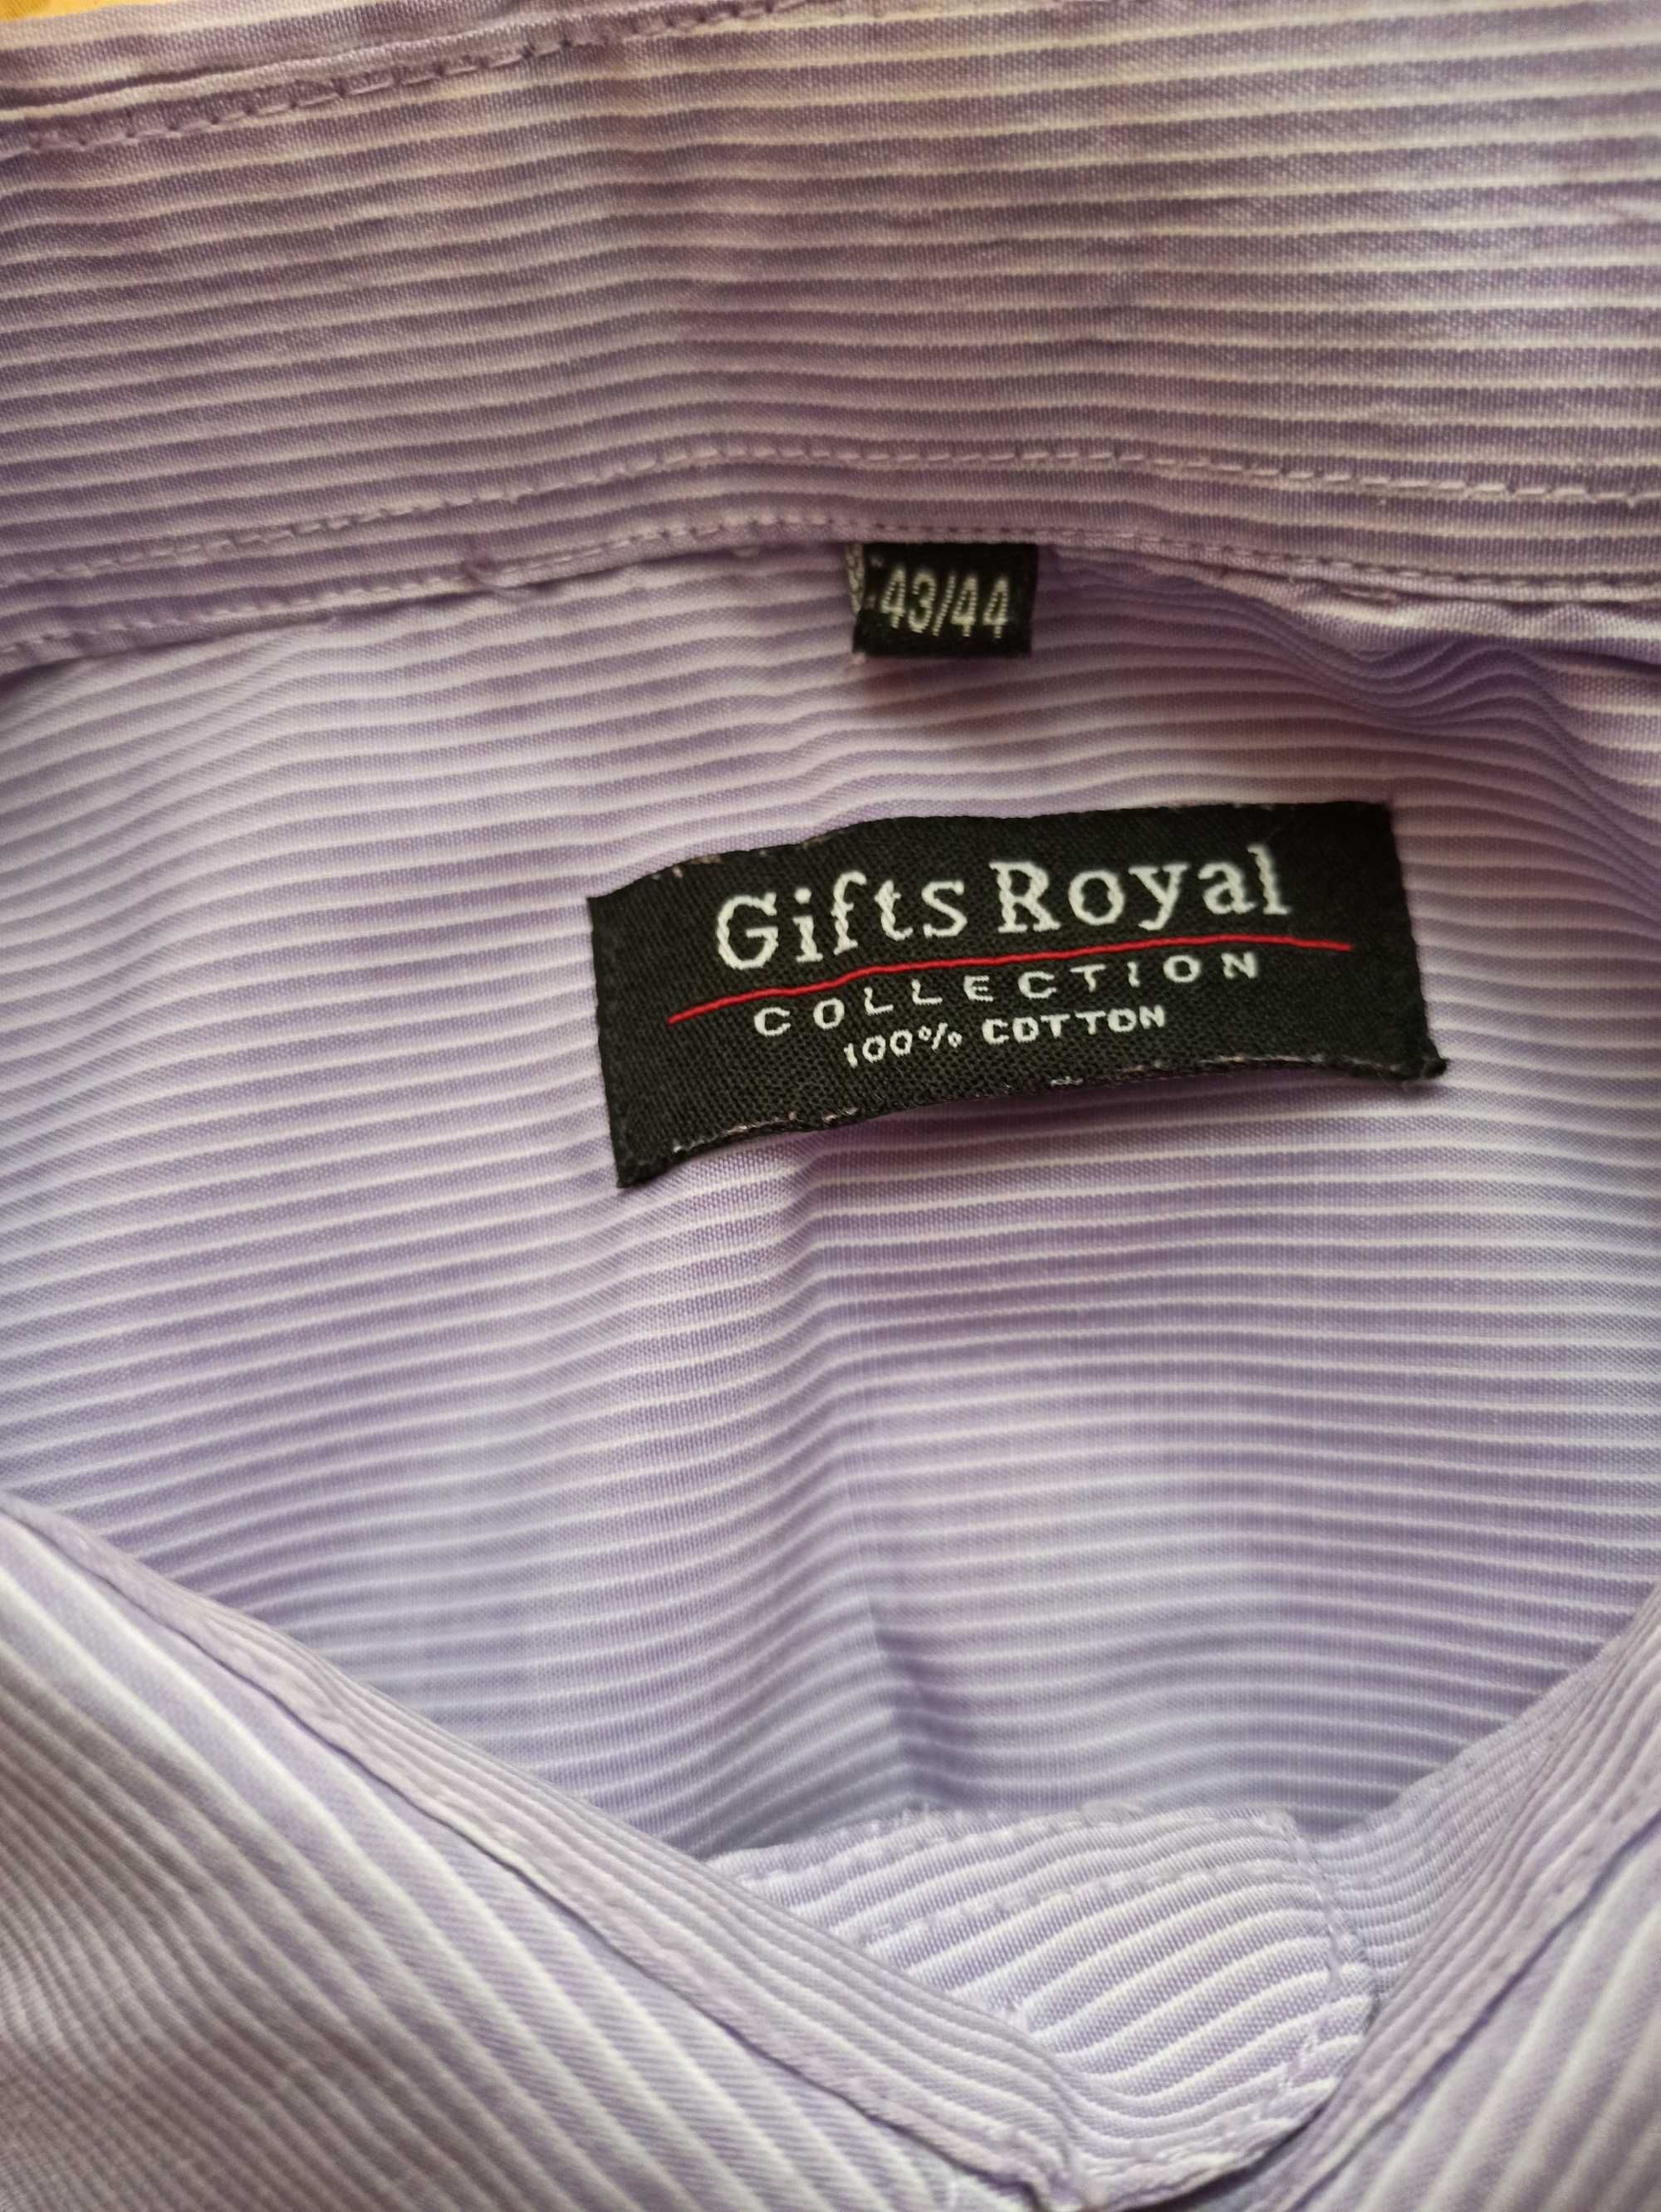 43/44
Gifts Royal
COLLECTION
100% COTTON